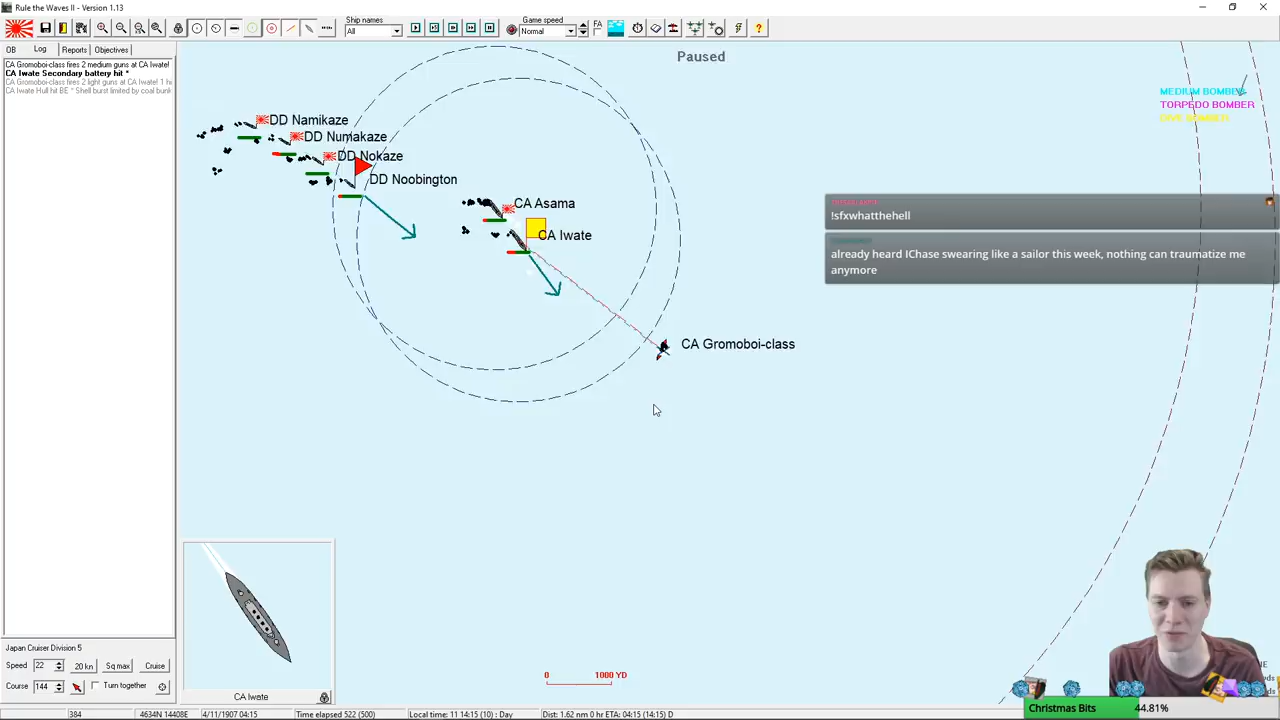 Rule the Waves II - Version 1.13
Ship names
All
Game speed
Normal
FA
OB
Log
Reports
Objectives
CA Gromoboi-class fires 2 medium guns at CA Iwate!
CA Iwate Secondary battery hit *
CA Gromoboi-class fires 2 light guns at CA Iwate! 1 h
CA Iwate Hull hit BE * Shell burst limited by coal bunk
Paused
MEDIUM BOMBER
TORPEDO BOMBER
DIVE BOMBER
DD Namikaze
DD Numakaze
DD Nokaze
DD Noobington
CA Asama
CA Iwate
CA Gromoboi-class
!sfxwhatthehell
already heard IChase swearing like a sailor this week, nothing can traumatize me
anymore
Japan Cruiser Division 5
Speed 22 20 kn Sq max Cruise
Course 144 Turn together
CA Iwate
0 1000 YD
Christmas Bits 44.81%
384 4634N 14408E 4/11/1907 04:15 Time elapsed 522 (500) Local time: 11 14:15 (10) : Day Dist: 1.62 nm 0 hr ETA: 04:15 (14:15) D